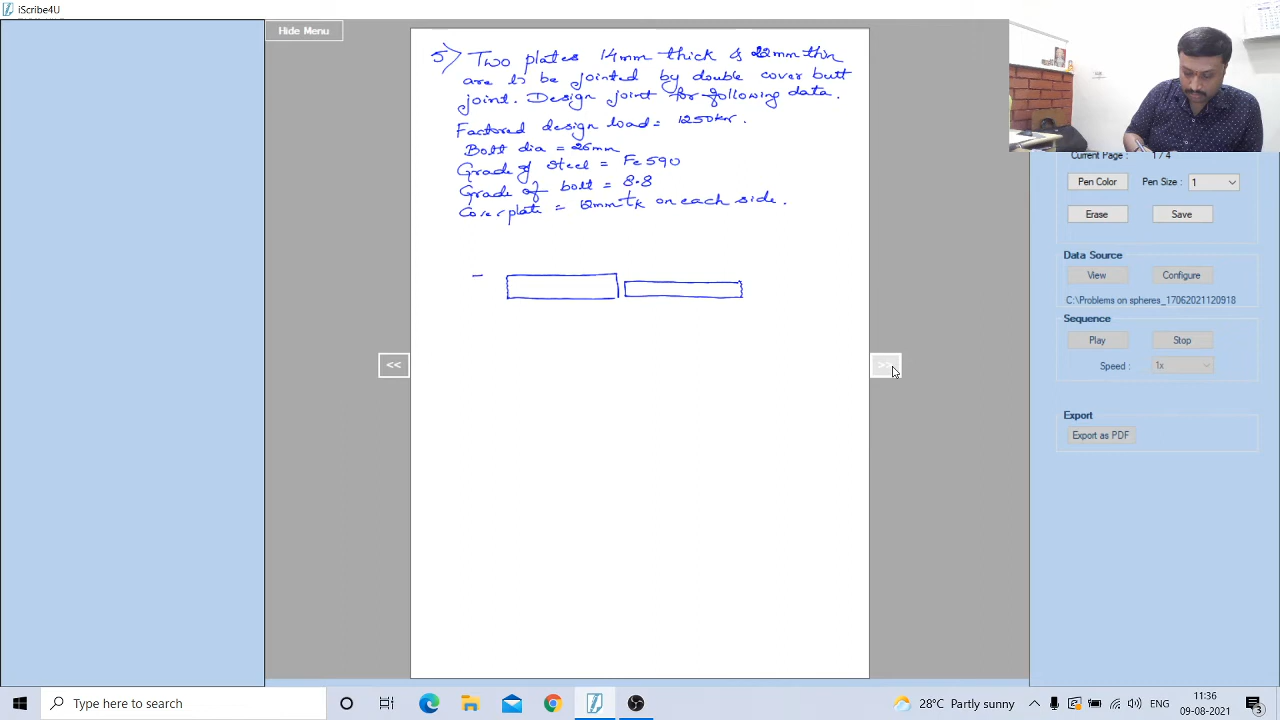 iScribe4U
Hide Menu
5) Two plates 14mm thick & 22mm thin
are to be jointed by double cover butt
joint. Design joint for following data.
Factored design load = 1250kN.
Bolt dia = 26mm
Grade of steel = Fe590
Grade of bolt = 8.8
Cover plate = 12mm tk on each side.
<<
>>
Current Page : 1 / 4
Pen Color Pen Size : 1
Erase Save
Data Source
View Configure
C:\Problems on spheres_17062021120918
Sequence
Play Stop
Speed : 1x
Export
Export as PDF
Type here to search
28°C Partly sunny
ENG
11:36
09-08-2021
3